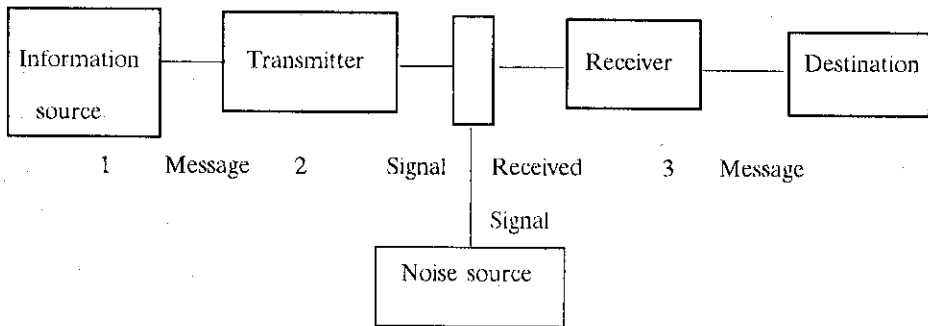 Information
source
Transmitter
Receiver
Destination
1 Message 2 Signal Received 3 Message
Signal
Noise source